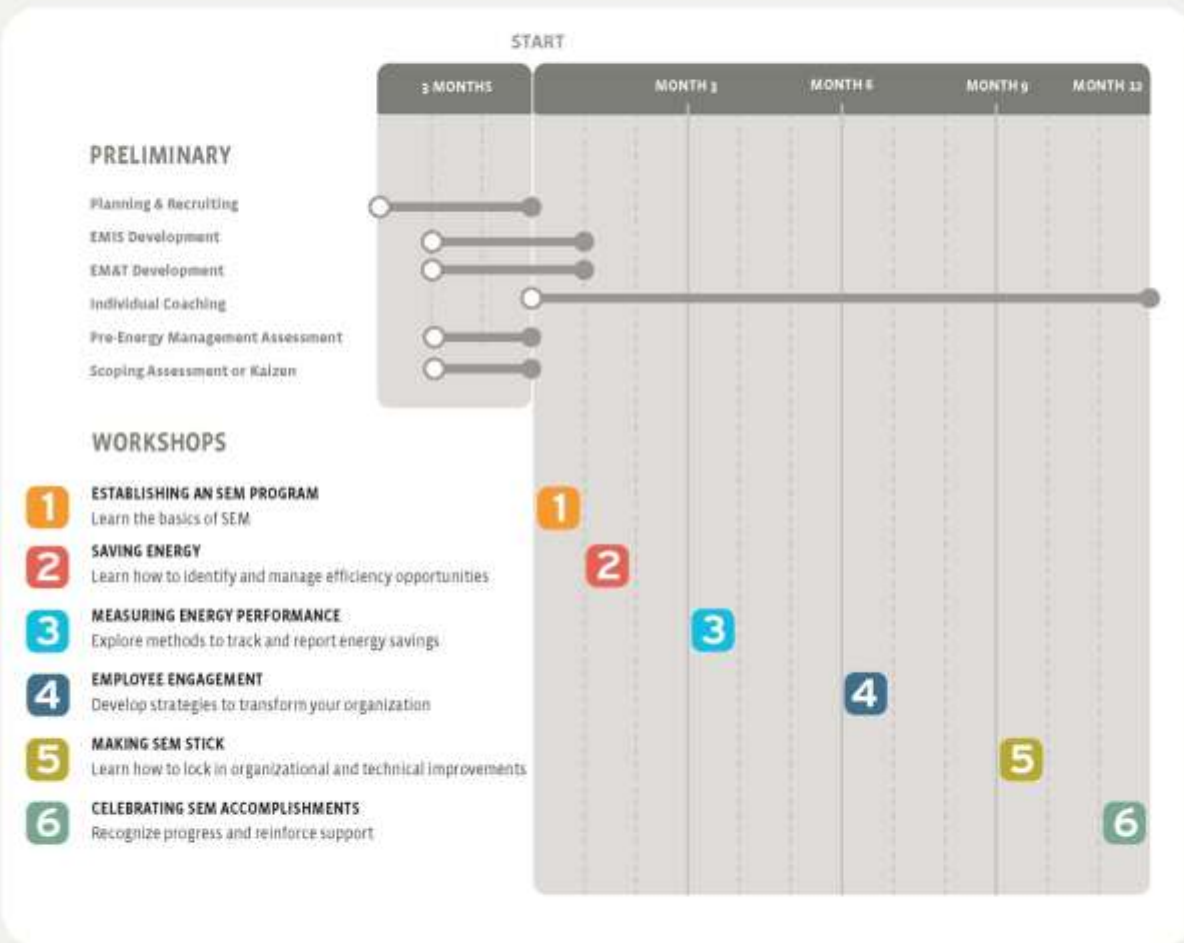 START
3 MONTHS MONTH 3 MONTH 6 MONTH 9 MONTH 12
PRELIMINARY
Planning & Recruiting
EMIS Development
EM&T Development
Individual Coaching
Pre-Energy Management Assessment
Scoping Assessment or Kaizen
WORKSHOPS
1 ESTABLISHING AN SEM PROGRAM
Learn the basics of SEM
1
2 SAVING ENERGY
Learn how to identify and manage efficiency opportunities
2
3 MEASURING ENERGY PERFORMANCE
Explore methods to track and report energy savings
3
4 EMPLOYEE ENGAGEMENT
Develop strategies to transform your organization
4
5 MAKING SEM STICK
Learn how to lock in organizational and technical improvements
5
6 CELEBRATING SEM ACCOMPLISHMENTS
Recognize progress and reinforce support
6